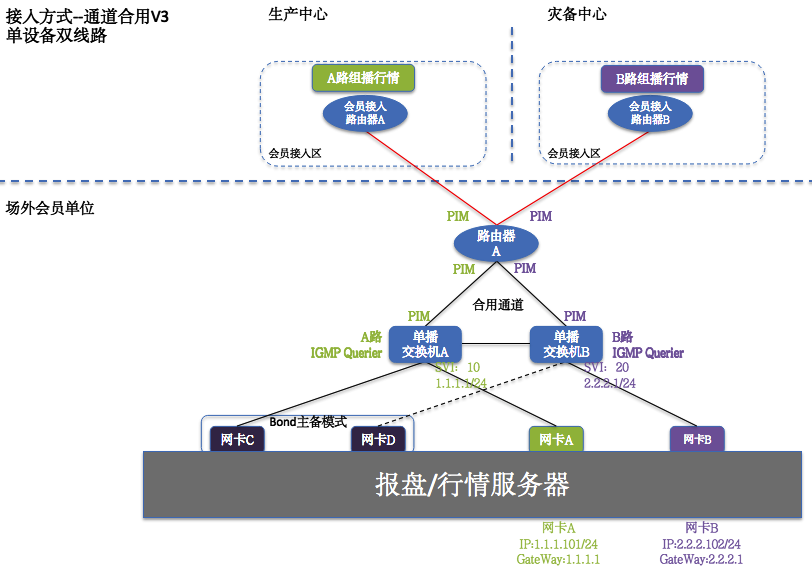 接入方式--通道合用V3
单设备双线路
生产中心
灾备中心
A路组播行情
会员接入
路由器A
会员接入区
B路组播行情
会员接入
路由器B
会员接入区
场外会员单位
PIM
PIM
路由器
A
PIM
PIM
合用通道
PIM
PIM
A路
IGMP Querier
单播
交换机A
单播
交换机B
B路
IGMP Querier
SVI：10
1.1.1.1/24
SVI：20
2.2.2.1/24
Bond主备模式
网卡C
网卡D
网卡A
网卡B
报盘/行情服务器
网卡A
IP:1.1.1.101/24
GateWay:1.1.1.1
网卡B
IP:2.2.2.102/24
GateWay:2.2.2.1